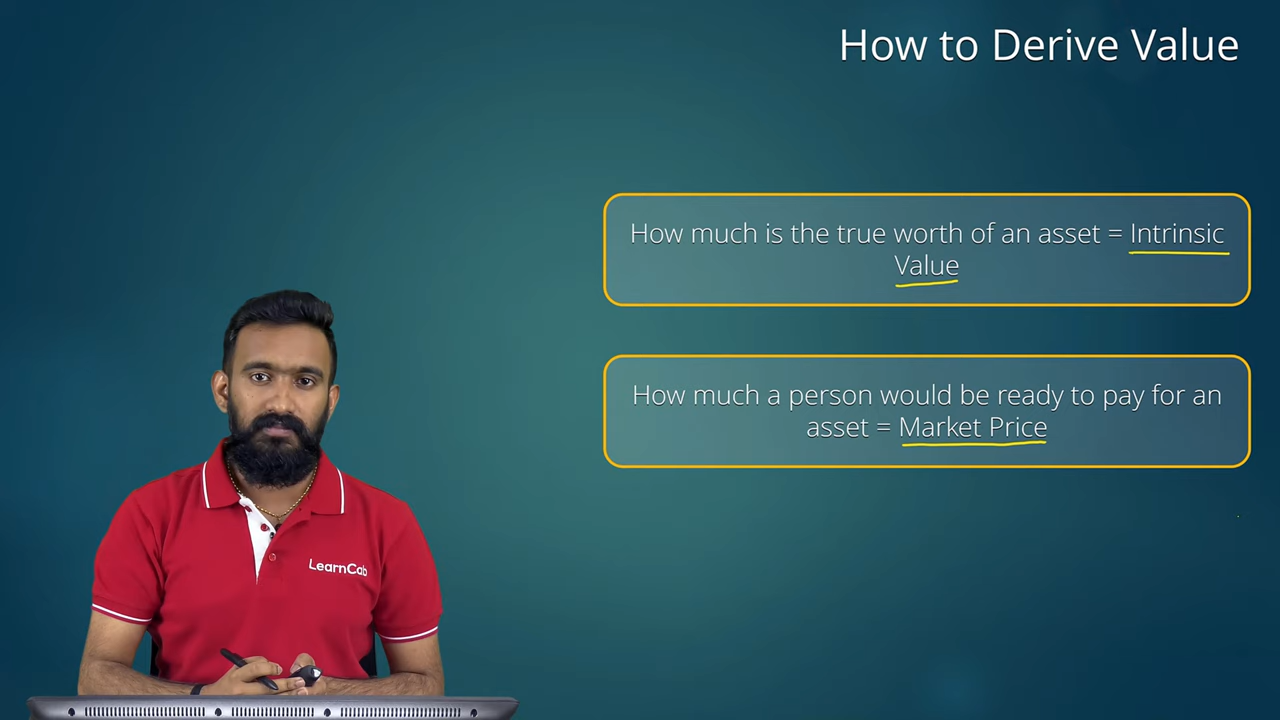 How to Derive Value
How much is the true worth of an asset = Intrinsic
Value
How much a person would be ready to pay for an
asset = Market Price
LearnCab